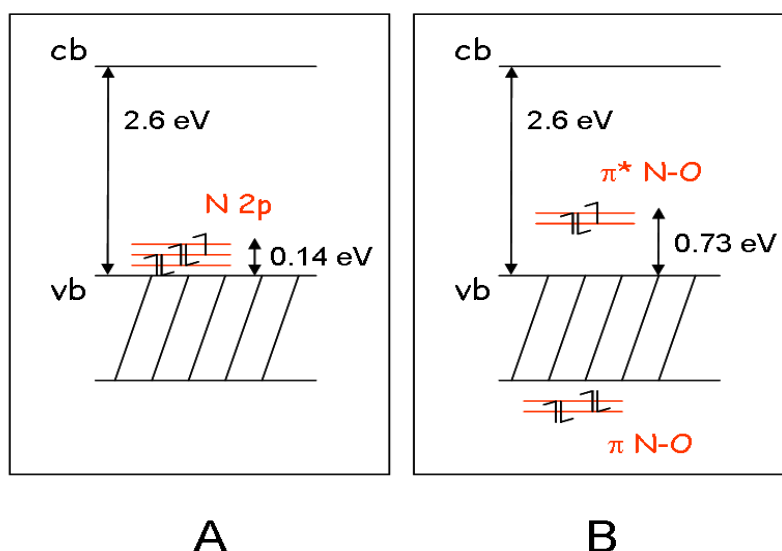 cb
2.6 eV
N 2p
0.14 eV
vb
A
cb
2.6 eV
π* N-O
0.73 eV
vb
π N-O
B